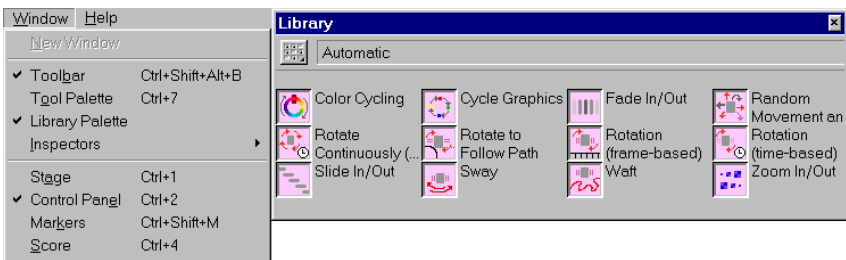 Window Help
New Window
Toolbar Ctrl+Shift+Alt+B
Tool Palette Ctrl+7
Library Palette
Inspectors
Stage Ctrl+1
Control Panel Ctrl+2
Markers Ctrl+Shift+M
Score Ctrl+4
Library
Automatic
Color Cycling
Cycle Graphics
Fade In/Out
Random
Movement an
Rotate
Continuously (...
Rotate to
Follow Path
Rotation
(frame-based)
Rotation
(time-based)
Slide In/Out
Sway
Waft
Zoom In/Out